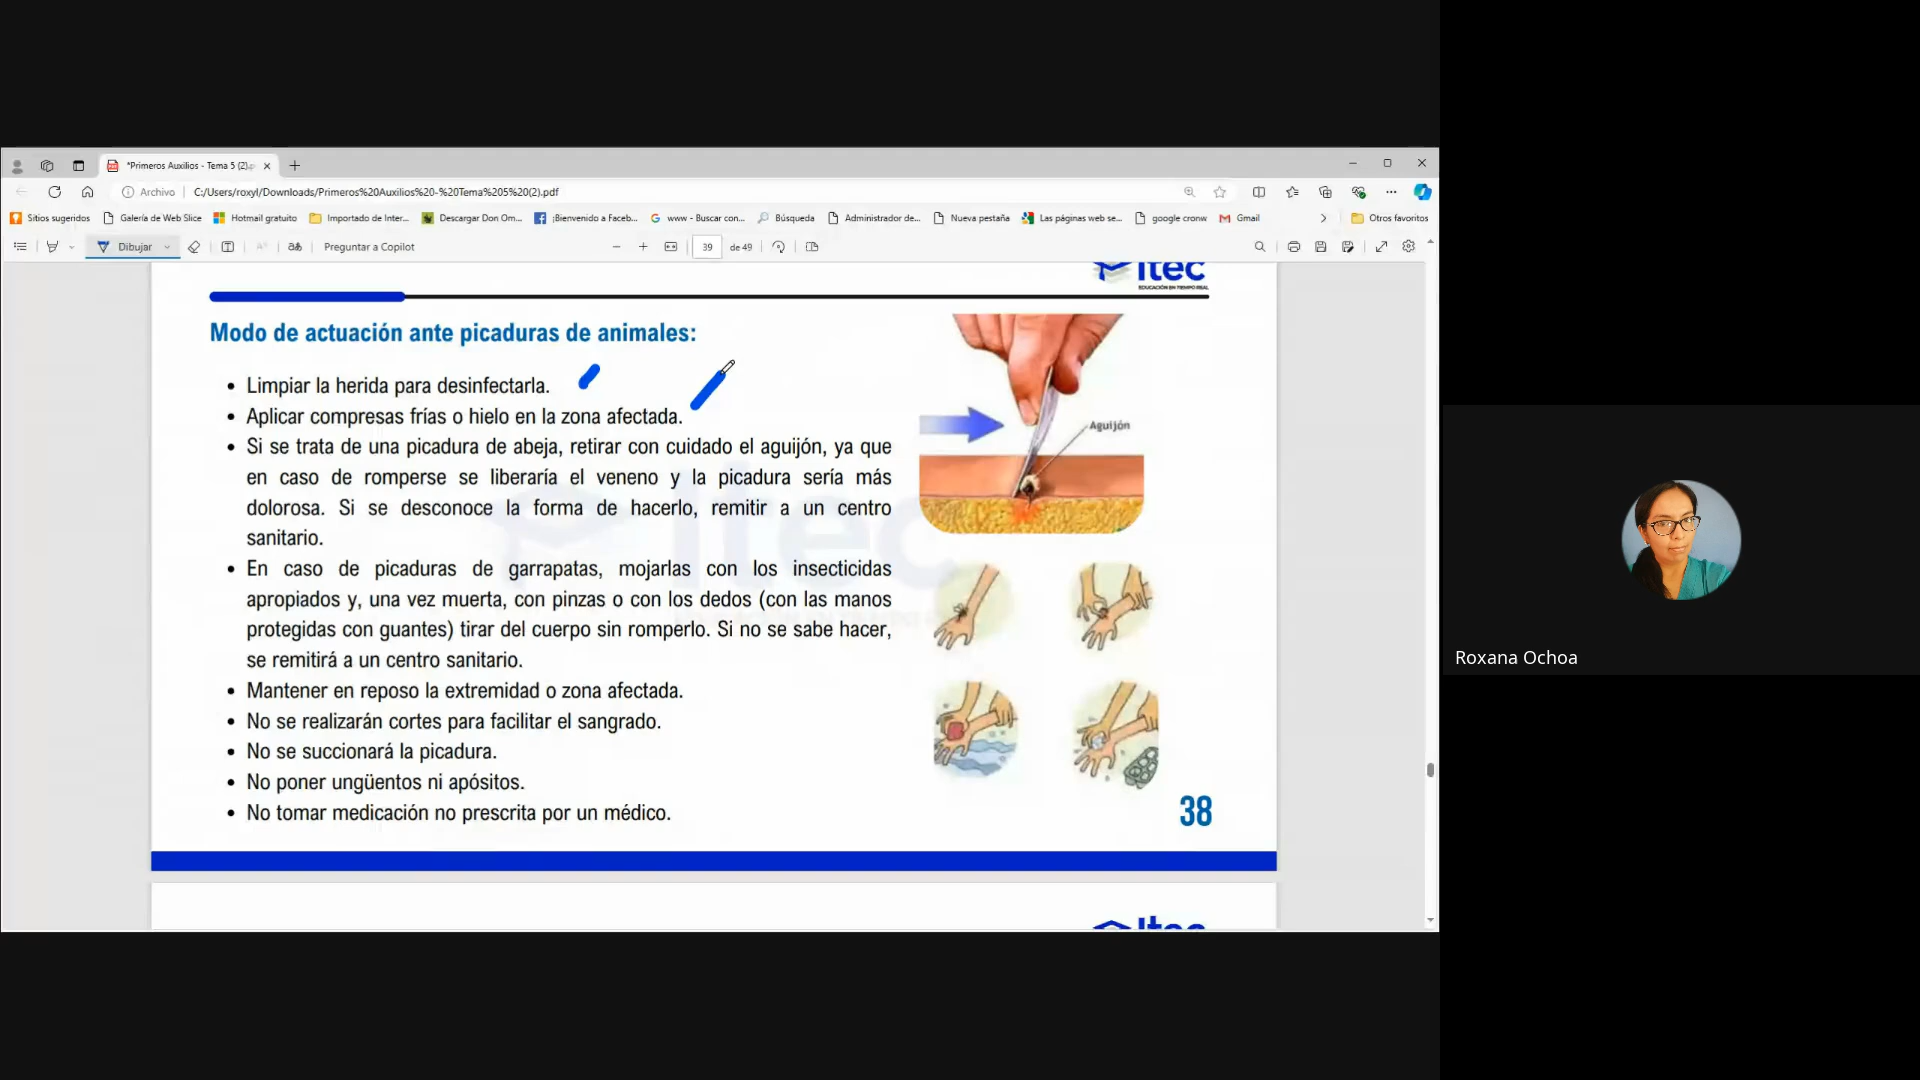 *Primeros Auxilios - Tema 5 (2).p
Archivo
C:/Users/roxyl/Downloads/Primeros%20Auxilios%20-%20Tema%205%20(2).pdf
Sitios sugeridos
Galería de Web Slice
Hotmail gratuito
Importado de Inter...
Descargar Don Om...
¡Bienvenido a Faceb...
www - Buscar con...
Búsqueda
Administrador de...
Nueva pestaña
Las páginas web se...
google cronw
Gmail
Otros favoritos
Dibujar
Preguntar a Copilot
39 de 49
itec
EDUCACIÓN EN TIEMPO REAL
Modo de actuación ante picaduras de animales:
• Limpiar la herida para desinfectarla.
• Aplicar compresas frías o hielo en la zona afectada.
• Si se trata de una picadura de abeja, retirar con cuidado el aguijón, ya que
en caso de romperse se liberaría el veneno y la picadura sería más
dolorosa. Si se desconoce la forma de hacerlo, remitir a un centro
sanitario.
• En caso de picaduras de garrapatas, mojarlas con los insecticidas
apropiados y, una vez muerta, con pinzas o con los dedos (con las manos
protegidas con guantes) tirar del cuerpo sin romperlo. Si no se sabe hacer,
se remitirá a un centro sanitario.
• Mantener en reposo la extremidad o zona afectada.
• No se realizarán cortes para facilitar el sangrado.
• No se succionará la picadura.
• No poner ungüentos ni apósitos.
• No tomar medicación no prescrita por un médico.
Aguijón
itec
38
Roxana Ochoa